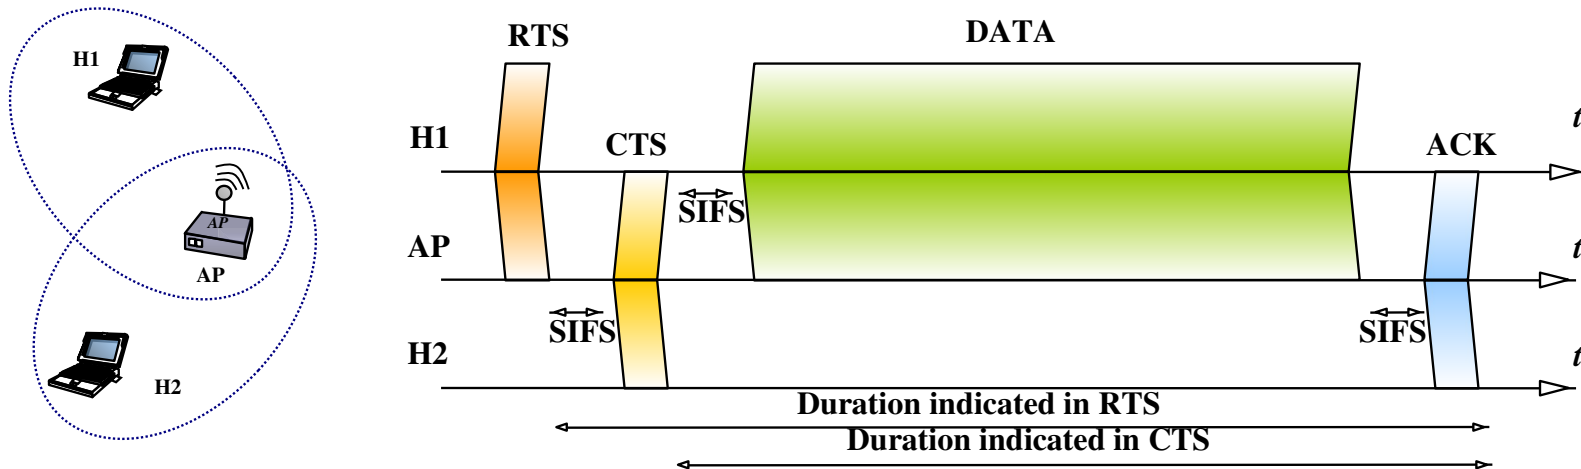 H1
AP
AP
H2
RTS
DATA
H1
CTS
ACK
t
SIFS
AP
t
SIFS
SIFS
H2
t
Duration indicated in RTS
Duration indicated in CTS